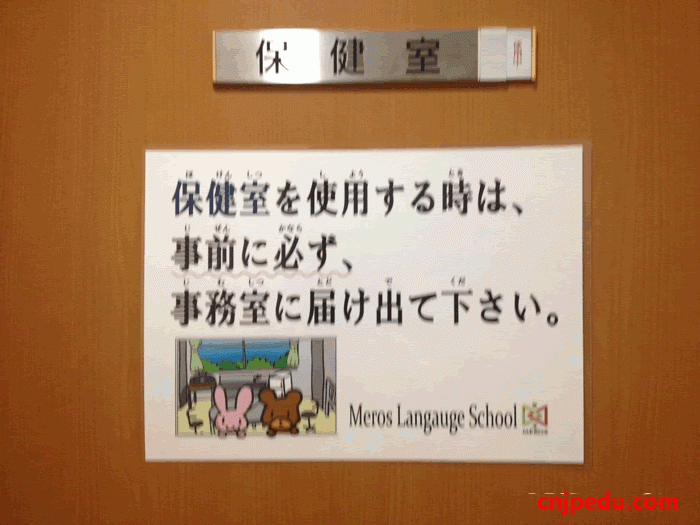 保健室
保健室を使用する時は、
事前に必ず、
事務室に届け出て下さい。
Meros Langauge School
cnjpedu.com